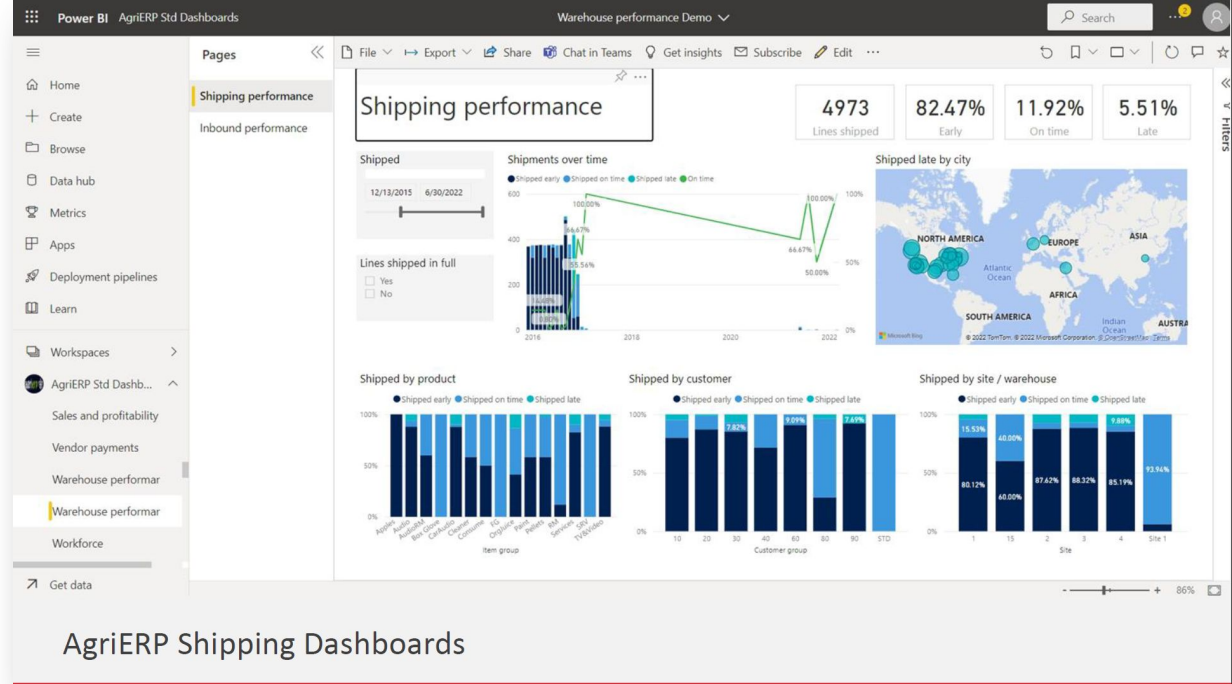 Power BI AgriERP Std Dashboards
Warehouse performance Demo
Search
2
Home
Create
Browse
Data hub
Metrics
Apps
Deployment pipelines
Learn
Workspaces
AgriERP Std Dashb...
Sales and profitability
Vendor payments
Warehouse performar
Warehouse performar
Workforce
Get data
Pages
Shipping performance
Inbound performance
File Export Share Chat in Teams Get insights Subscribe Edit ...
Filters
Shipping performance
4973
Lines shipped
82.47%
Early
11.92%
On time
5.51%
Late
Shipped
12/13/2015 6/30/2022
Lines shipped in full
Yes
No
Shipments over time
Shipped early Shipped on time Shipped late On time
600
400
200
0
100%
50%
0%
100.00%
66.67%
55.56%
14.48%
0.80%
66.67%
100.00%
50.00%
2016 2018 2020 2022
Shipped late by city
NORTH AMERICA
EUROPE
ASIA
Atlantic
Ocean
AFRICA
SOUTH AMERICA
Indian
Ocean
AUSTRA
Microsoft Bing
© 2022 TomTom, © 2022 Microsoft Corporation, © OpenStreetMap Terms
Shipped by product
Shipped early Shipped on time Shipped late
100%
50%
0%
Apples Audio AudioRM Box Glove CarAudio Cleaner Consume FG OrgJuice Paint Pellets RM Services SRV TV&Video
Item group
Shipped by customer
Shipped early Shipped on time Shipped late
100%
50%
0%
7.82%
9.09%
7.69%
10 20 30 40 60 80 90 STD
Customer group
Shipped by site / warehouse
Shipped early Shipped on time Shipped late
100%
50%
0%
15.53%
80.12%
40.00%
60.00%
87.62%
88.32%
9.88%
85.19%
93.94%
1 15 2 3 4 Site 1
Site
- + 86%
AgriERP Shipping Dashboards